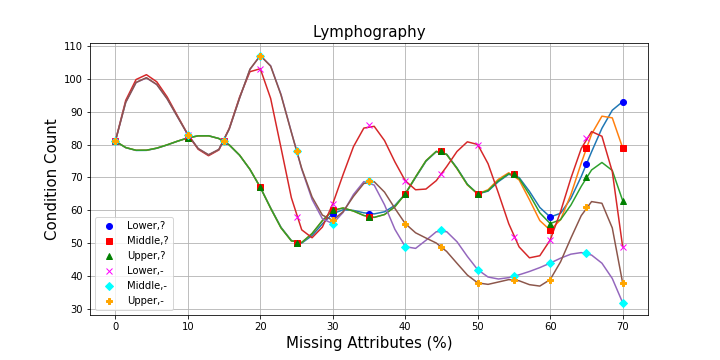 Lymphography
Condition Count
110
100
90
80
70
60
50
40
30
Lower,?
Middle,?
Upper,?
Lower,-
Middle,-
Upper,-
0 10 20 30 40 50 60 70
Missing Attributes (%)